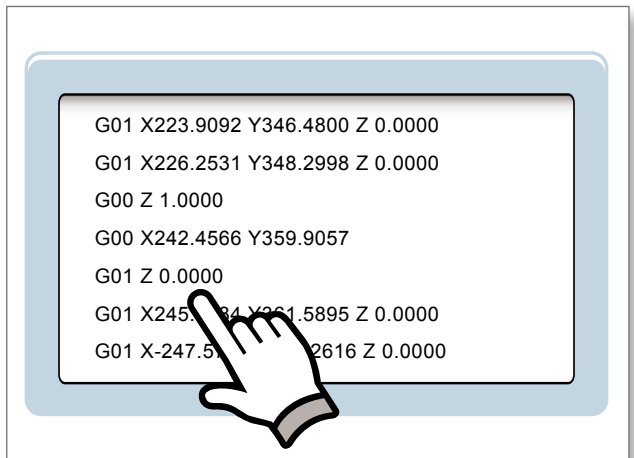 G01 X223.9092 Y346.4800 Z 0.0000
G01 X226.2531 Y348.2998 Z 0.0000
G00 Z 1.0000
G00 X242.4566 Y359.9057
G01 Z 0.0000
G01 Z 0.0000
G01 Z 0.0000